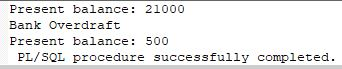 Present balance: 21000
Bank Overdraft
Present balance: 500
PL/SQL procedure successfully completed.